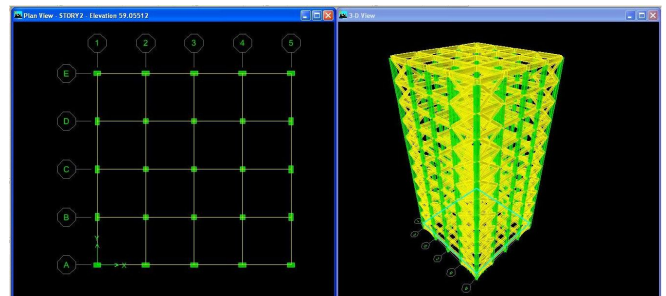 Plan View - STORY2 - Elevation 59.05512
1 2 3 4 5
E
D
C
B
A
Y
X
3-D View